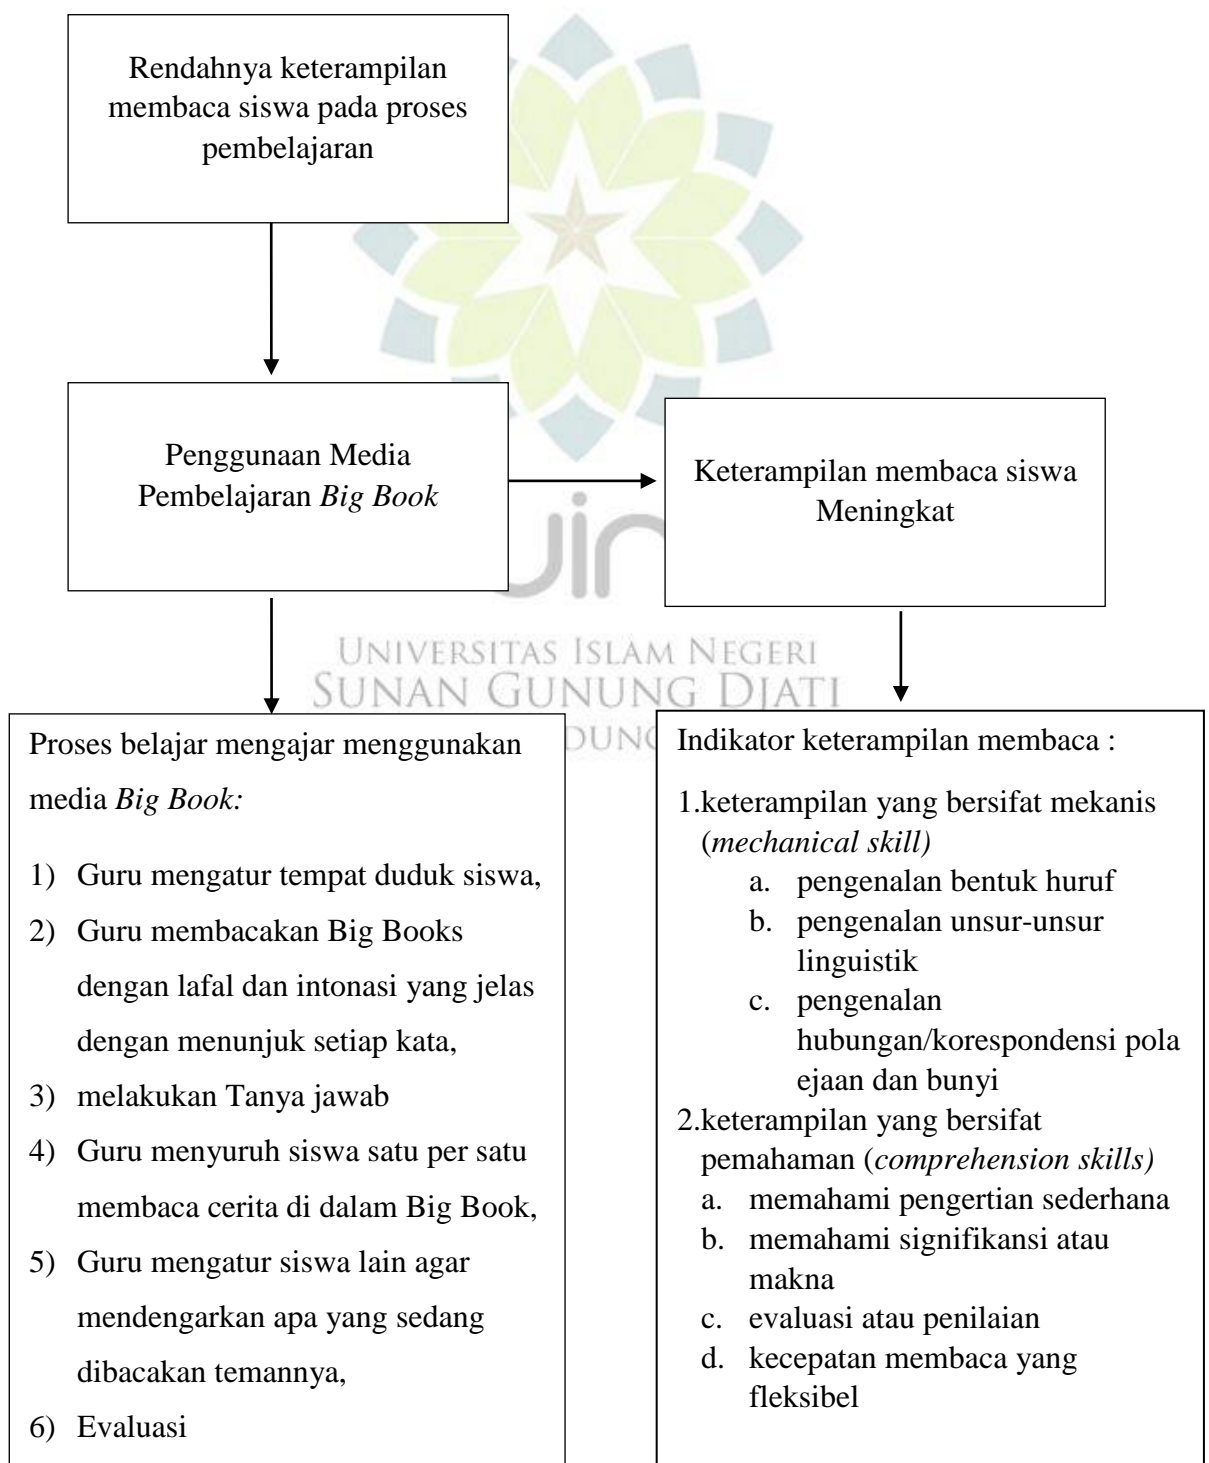 Rendahnya keterampilan
membaca siswa pada proses
pembelajaran
Penggunaan Media
Pembelajaran Big Book
Keterampilan membaca siswa
Meningkat
UNIVERSITAS ISLAM NEGERI
SUNAN GUNUNG DJATI
Proses belajar mengajar menggunakan
media Big Book:
1) Guru mengatur tempat duduk siswa,
2) Guru membacakan Big Books
dengan lafal dan intonasi yang jelas
dengan menunjuk setiap kata,
3) melakukan Tanya jawab
4) Guru menyuruh siswa satu per satu
membaca cerita di dalam Big Book,
5) Guru mengatur siswa lain agar
mendengarkan apa yang sedang
dibacakan temannya,
6) Evaluasi
Indikator keterampilan membaca :
1.keterampilan yang bersifat mekanis
(mechanical skill)
a. pengenalan bentuk huruf
b. pengenalan unsur-unsur
linguistik
c. pengenalan
hubungan/korespondensi pola
ejaan dan bunyi
2.keterampilan yang bersifat
pemahaman (comprehension skills)
a. memahami pengertian sederhana
b. memahami signifikansi atau
makna
c. evaluasi atau penilaian
d. kecepatan membaca yang
fleksibel